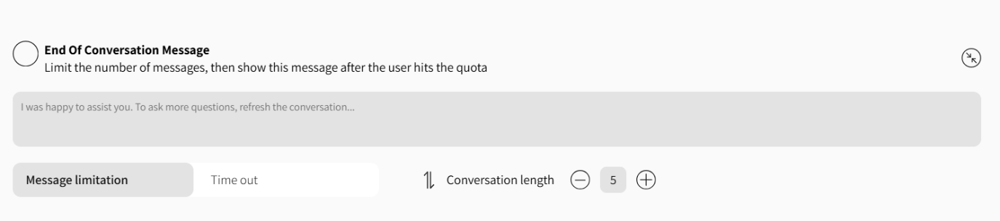 End Of Conversation Message
Limit the number of messages, then show this message after the user hits the quota
I was happy to assist you. To ask more questions, refresh the conversation...
Message limitation
Time out
Conversation length
5